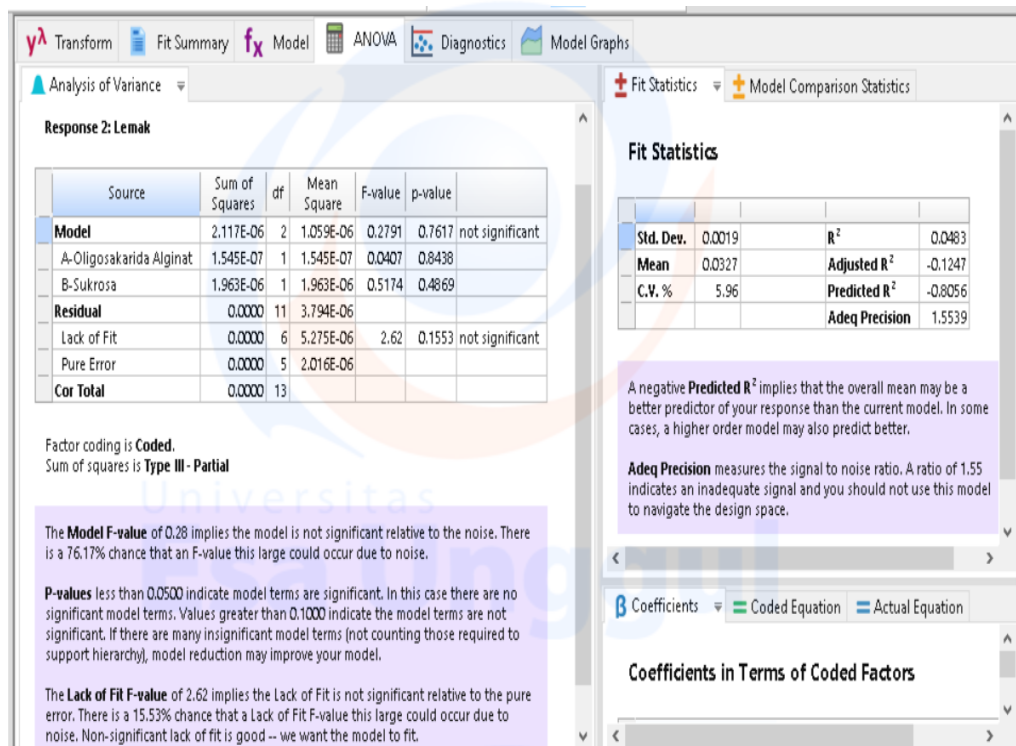 Transform Fit Summary Model ANOVA Diagnostics Model Graphs
Analysis of Variance
Response 2: Lemak
Source Sum of Squares df Mean Square F-value p-value
Model 2.117E-06 2 1.059E-06 0.2791 0.7617 not significant
A-Oligosakarida Alginat 1.545E-07 1 1.545E-07 0.0407 0.8438
B-Sukrosa 1.963E-06 1 1.963E-06 0.5174 0.4869
Residual 0.0000 11 3.794E-06
Lack of Fit 0.0000 6 5.275E-06 2.62 0.1553 not significant
Pure Error 0.0000 5 2.016E-06
Cor Total 0.0000 13
Factor coding is Coded.
Sum of squares is Type III - Partial
The Model F-value of 0.28 implies the model is not significant relative to the noise. There
is a 76.17% chance that an F-value this large could occur due to noise.
P-values less than 0.0500 indicate model terms are significant. In this case there are no
significant model terms. Values greater than 0.1000 indicate the model terms are not
significant. If there are many insignificant model terms (not counting those required to
support hierarchy), model reduction may improve your model.
The Lack of Fit F-value of 2.62 implies the Lack of Fit is not significant relative to the pure
error. There is a 15.53% chance that a Lack of Fit F-value this large could occur due to
noise. Non-significant lack of fit is good -- we want the model to fit.
Fit Statistics Model Comparison Statistics
Fit Statistics
Std. Dev. 0.0019 R² 0.0483
Mean 0.0327 Adjusted R² -0.1247
C.V. % 5.96 Predicted R² -0.8056
Adeq Precision 1.5539
A negative Predicted R² implies that the overall mean may be a
better predictor of your response than the current model. In some
cases, a higher order model may also predict better.
Adeq Precision measures the signal to noise ratio. A ratio of 1.55
indicates an inadequate signal and you should not use this model
to navigate the design space.
Coefficients Coded Equation Actual Equation
Coefficients in Terms of Coded Factors
Universitas
Esa Unggul